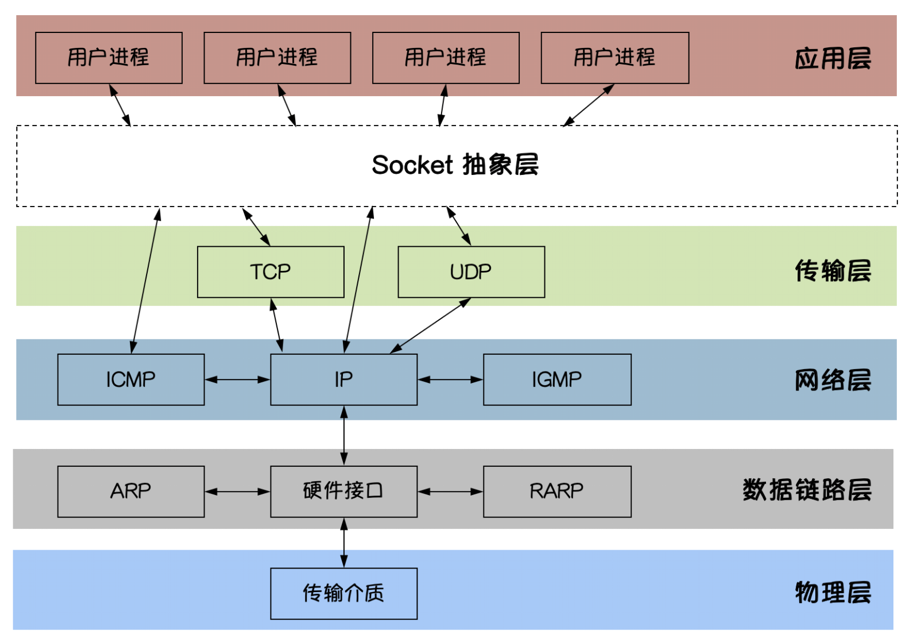 用户进程 用户进程 用户进程 用户进程 应用层
Socket 抽象层
TCP UDP 传输层
ICMP IP IGMP 网络层
ARP 硬件接口 RARP 数据链路层
传输介质 物理层